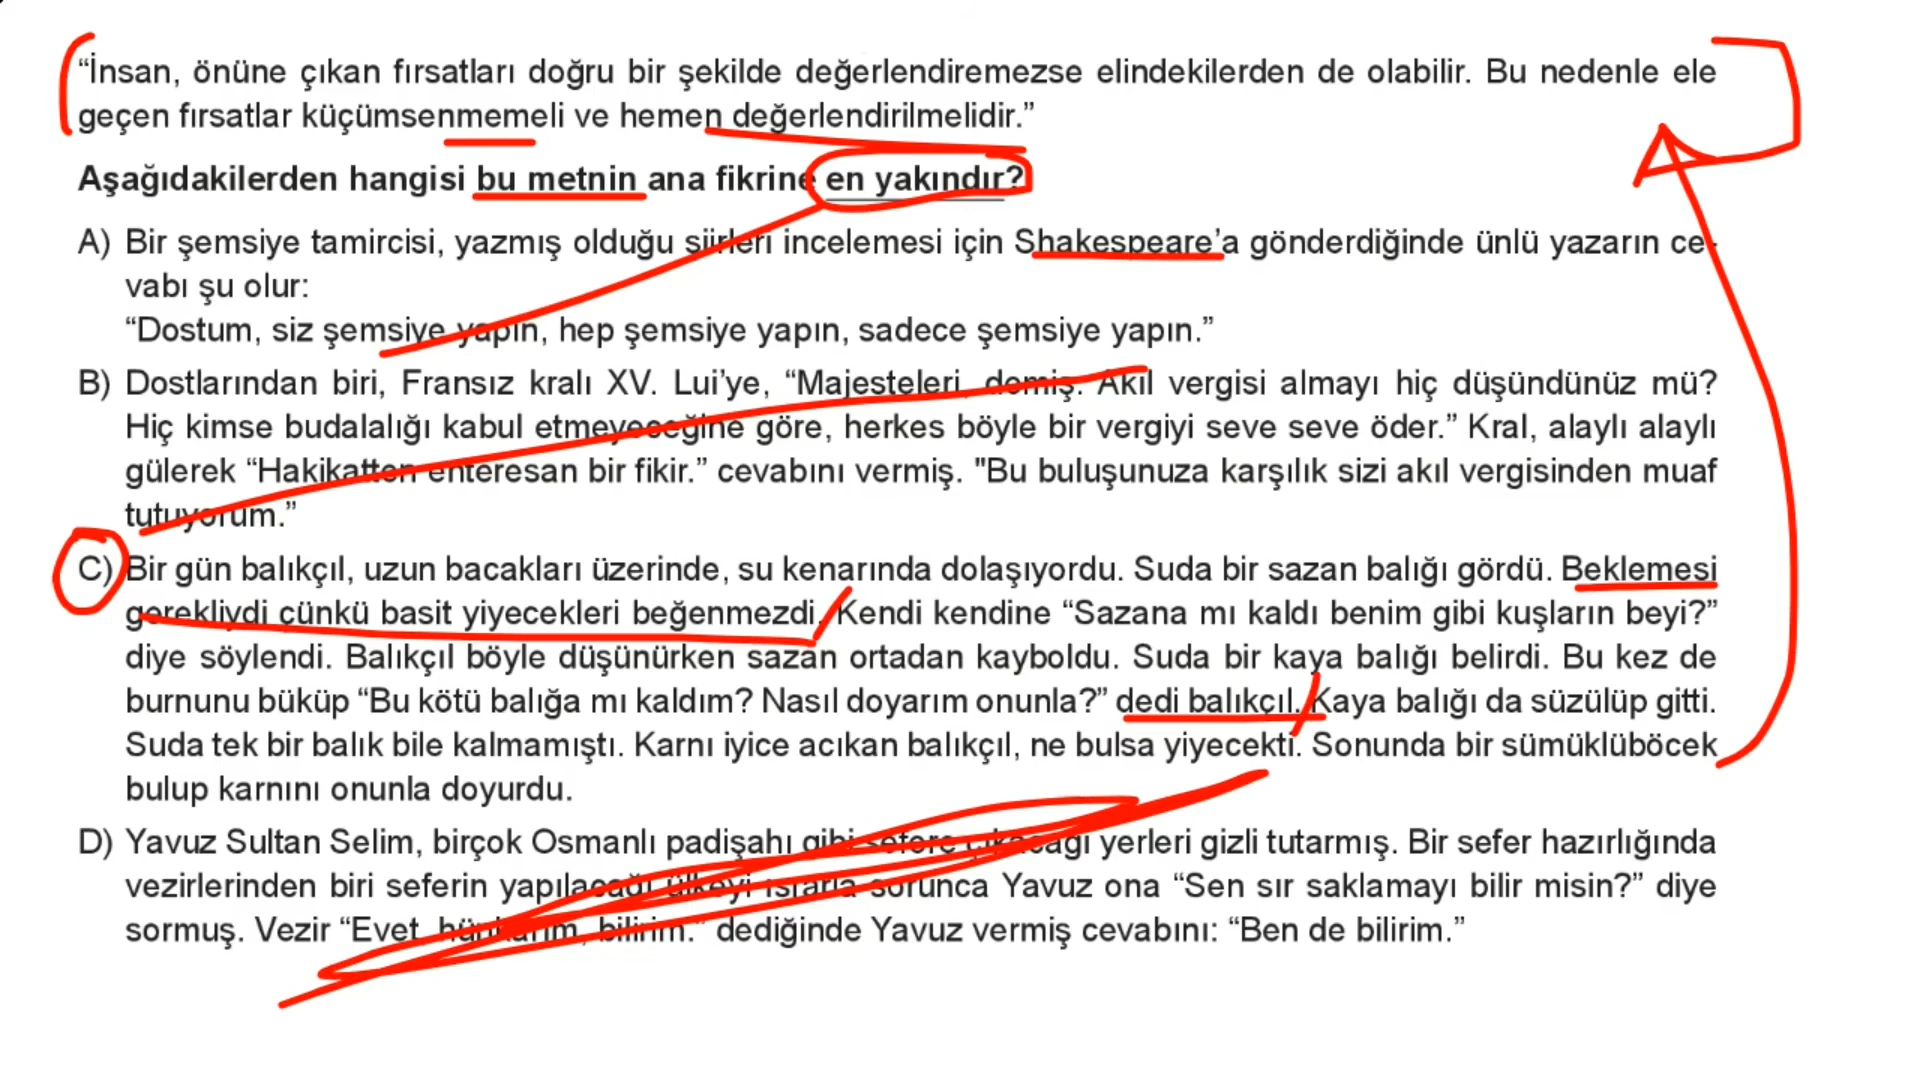 “İnsan, önüne çıkan fırsatları doğru bir şekilde değerlendiremezse elindekilerden de olabilir. Bu nedenle ele
geçen fırsatlar küçümsenmemeli ve hemen değerlendirilmelidir.”
Aşağıdakilerden hangisi bu metnin ana fikrine en yakındır?
A) Bir şemsiye tamircisi, yazmış olduğu şiirleri incelemesi için Shakespeare’a gönderdiğinde ünlü yazarın ce-
vabı şu olur:
“Dostum, siz şemsiye yapın, hep şemsiye yapın, sadece şemsiye yapın.”
B) Dostlarından biri, Fransız kralı XV. Lui’ye, “Majesteleri, demiş. Akıl vergisi almayı hiç düşündünüz mü?
Hiç kimse budalalığı kabul etmeyeceğine göre, herkes böyle bir vergiyi seve seve öder.” Kral, alaylı alaylı
gülerek “Hakikatten enteresan bir fikir.” cevabını vermiş. "Bu buluşunuza karşılık sizi akıl vergisinden muaf
tutuyorum.”
C) Bir gün balıkçıl, uzun bacakları üzerinde, su kenarında dolaşıyordu. Suda bir sazan balığı gördü. Beklemesi
gerekliydi çünkü basit yiyecekleri beğenmezdi. Kendi kendine “Sazana mı kaldı benim gibi kuşların beyi?”
diye söylendi. Balıkçıl böyle düşünürken sazan ortadan kayboldu. Suda bir kaya balığı belirdi. Bu kez de
burnunu büküp “Bu kötü balığa mı kaldım? Nasıl doyarım onunla?” dedi balıkçıl. Kaya balığı da süzülüp gitti.
Suda tek bir balık bile kalmamıştı. Karnı iyice acıkan balıkçıl, ne bulsa yiyecekti. Sonunda bir sümüklüböcek
bulup karnını onunla doyurdu.
D) Yavuz Sultan Selim, birçok Osmanlı padişahı gibi sefere çıkacağı yerleri gizli tutarmış. Bir sefer hazırlığında
vezirlerinden biri seferin yapılacağı ülkeyi ısrarla sorunca Yavuz ona “Sen sır saklamayı bilir misin?” diye
sormuş. Vezir “Evet, hünkarım, bilirim.” dediğinde Yavuz vermiş cevabını: “Ben de bilirim.”